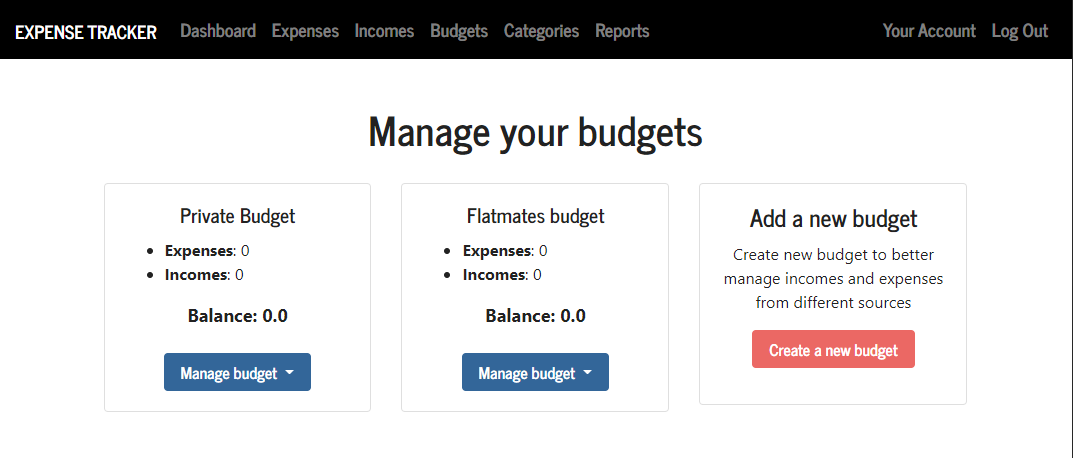 EXPENSE TRACKER Dashboard Expenses Incomes Budgets Categories Reports Your Account Log Out
Manage your budgets
Private Budget
Expenses: 0
Incomes: 0
Balance: 0.0
Manage budget
Flatmates budget
Expenses: 0
Incomes: 0
Balance: 0.0
Manage budget
Add a new budget
Create new budget to better
manage incomes and expenses
from different sources
Create a new budget